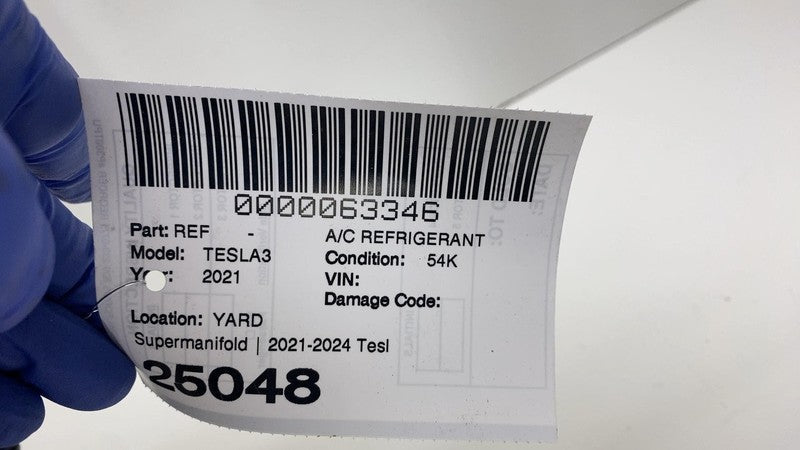 0000063346
Part: REF - A/C REFRIGERANT
Model: TESLA3 Condition: 54K
Year: 2021 VIN:
Damage Code:
Location: YARD
Supermanifold | 2021-2024 Tesl
25048